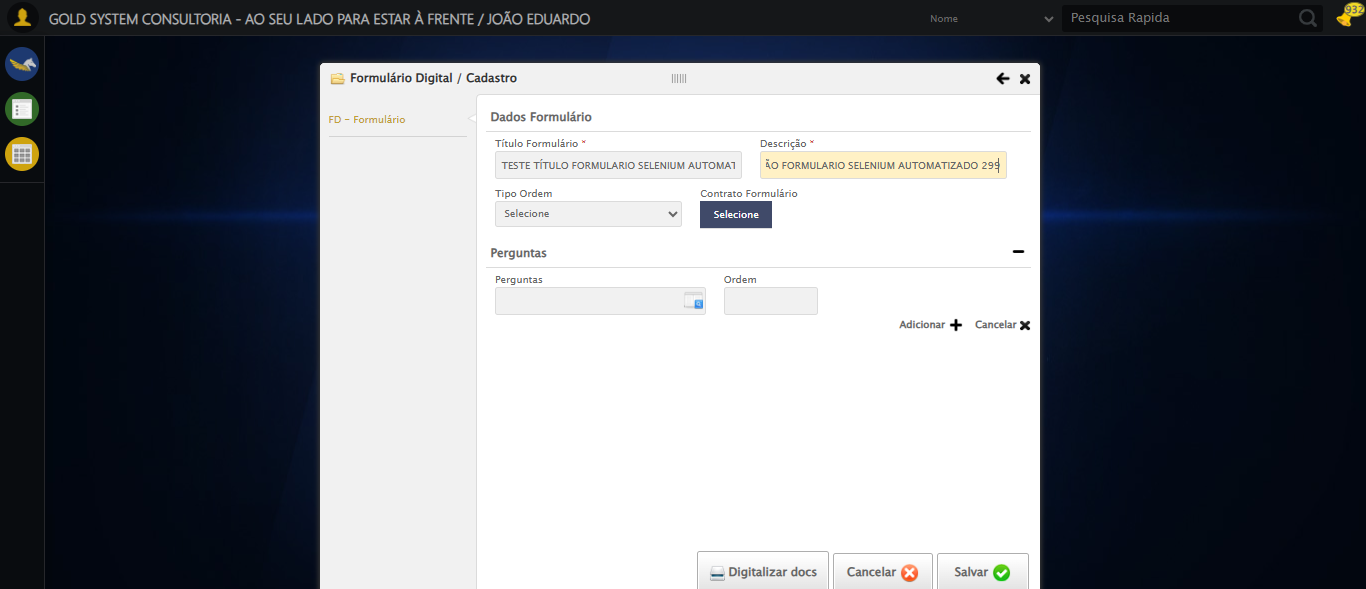 GOLD SYSTEM CONSULTORIA - AO SEU LADO PARA ESTAR À FRENTE / JOÃO EDUARDO
Nome
Pesquisa Rapida
932
Formulário Digital / Cadastro
FD - Formulário
Dados Formulário
Título Formulário *
Descrição *
TESTE TÍTULO FORMULARIO SELENIUM AUTOMAT
ÃO FORMULARIO SELENIUM AUTOMATIZADO 299
Tipo Ordem
Contrato Formulário
Selecione
Selecione
Perguntas
Perguntas
Ordem
Adicionar
Cancelar
Digitalizar docs
Cancelar
Salvar